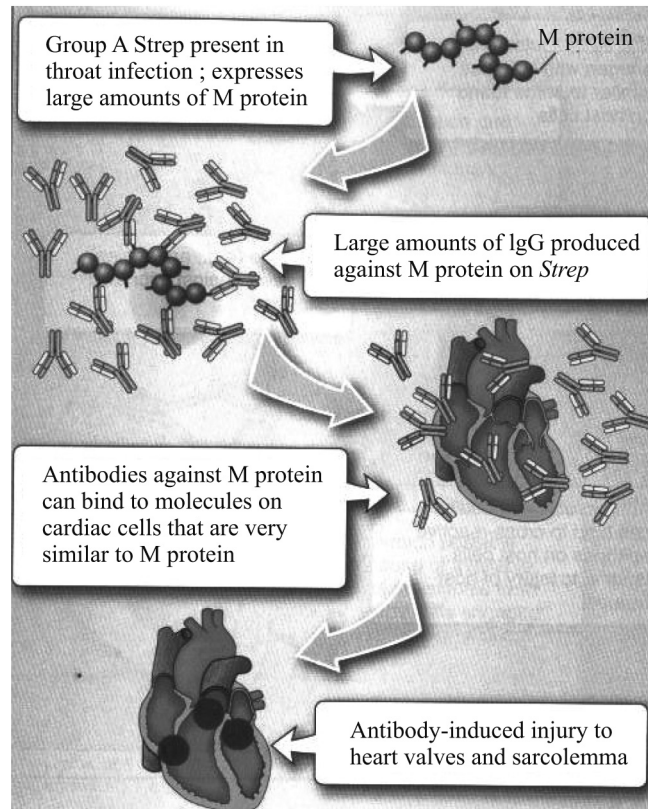 Group A Strep present in
throat infection ; expresses
large amounts of M protein
M protein
Large amounts of lgG produced
against M protein on Strep
Antibodies against M protein
can bind to molecules on
cardiac cells that are very
similar to M protein
Antibody-induced injury to
heart valves and sarcolemma